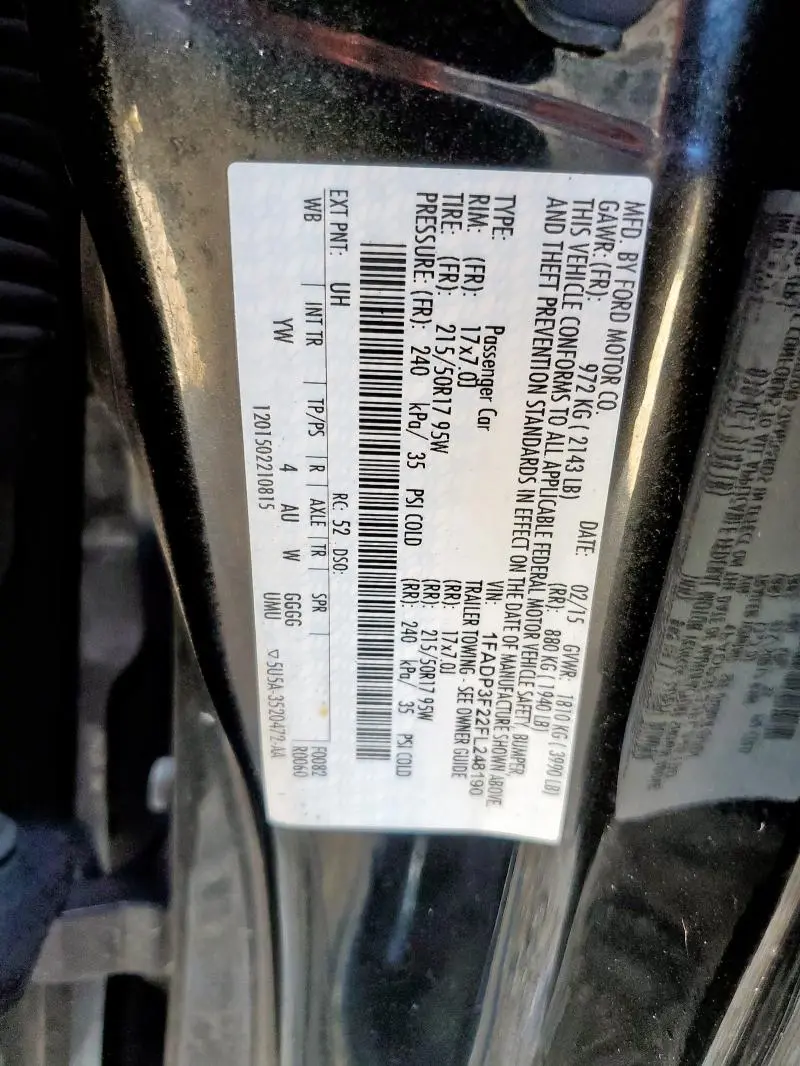 MFD. BY FORD MOTOR CO.
DATE: 02/15 GVWR: 1810 KG ( 3990 LB)
GAWR: (FR): 972 KG ( 2143 LB) (RR): 880 KG ( 1940 LB)
THIS VEHICLE CONFORMS TO ALL APPLICABLE FEDERAL MOTOR VEHICLE SAFETY, BUMPER,
AND THEFT PREVENTION STANDARDS IN EFFECT ON THE DATE OF MANUFACTURE SHOWN ABOVE
VIN: 1FADP3F22FL248190
TYPE: Passenger Car TRAILER TOWING - SEE OWNER GUIDE
RIM: (FR): 17x7.0J (RR): 17x7.0J
TIRE: (FR): 215/50R17 95W (RR): 215/50R17 95W
PRESSURE: (FR): 240 kPa/ 35 PSI COLD (RR): 240 kPa/ 35 PSI COLD
EXT PNT: UH RC: 52 DSO: F0082
WB | INT TR | TP/PS | R | AXLE | TR | SPR | R0060
YW 4 AU W GGGG
UMU ▽5U5A-3520472-AA
1201502210815